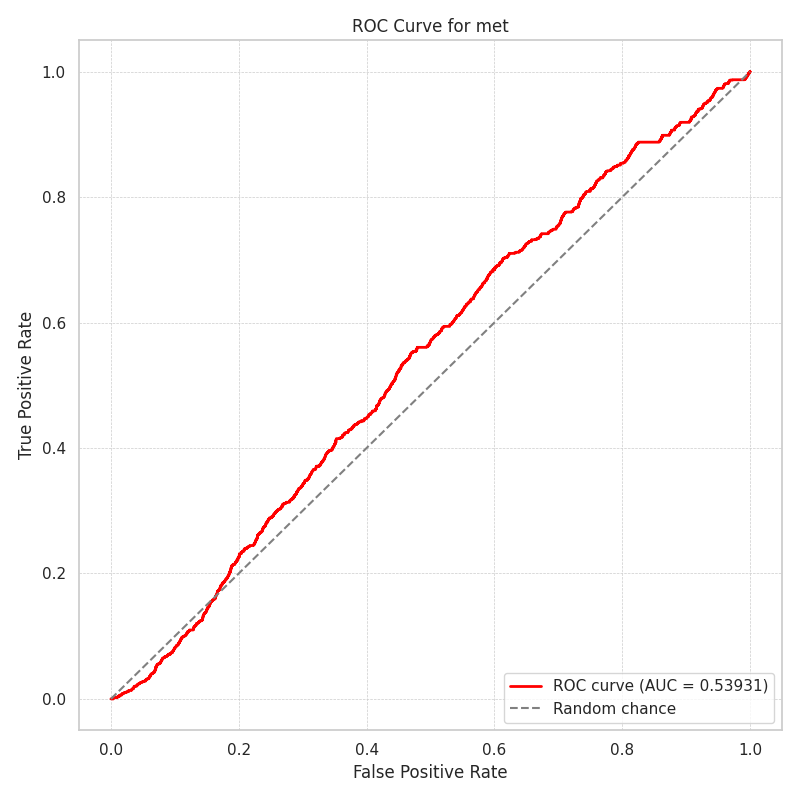 ROC Curve for met
True Positive Rate
1.0
0.8
0.6
0.4
0.2
0.0
0.0 0.2 0.4 0.6 0.8 1.0
False Positive Rate
ROC curve (AUC = 0.53931)
Random chance